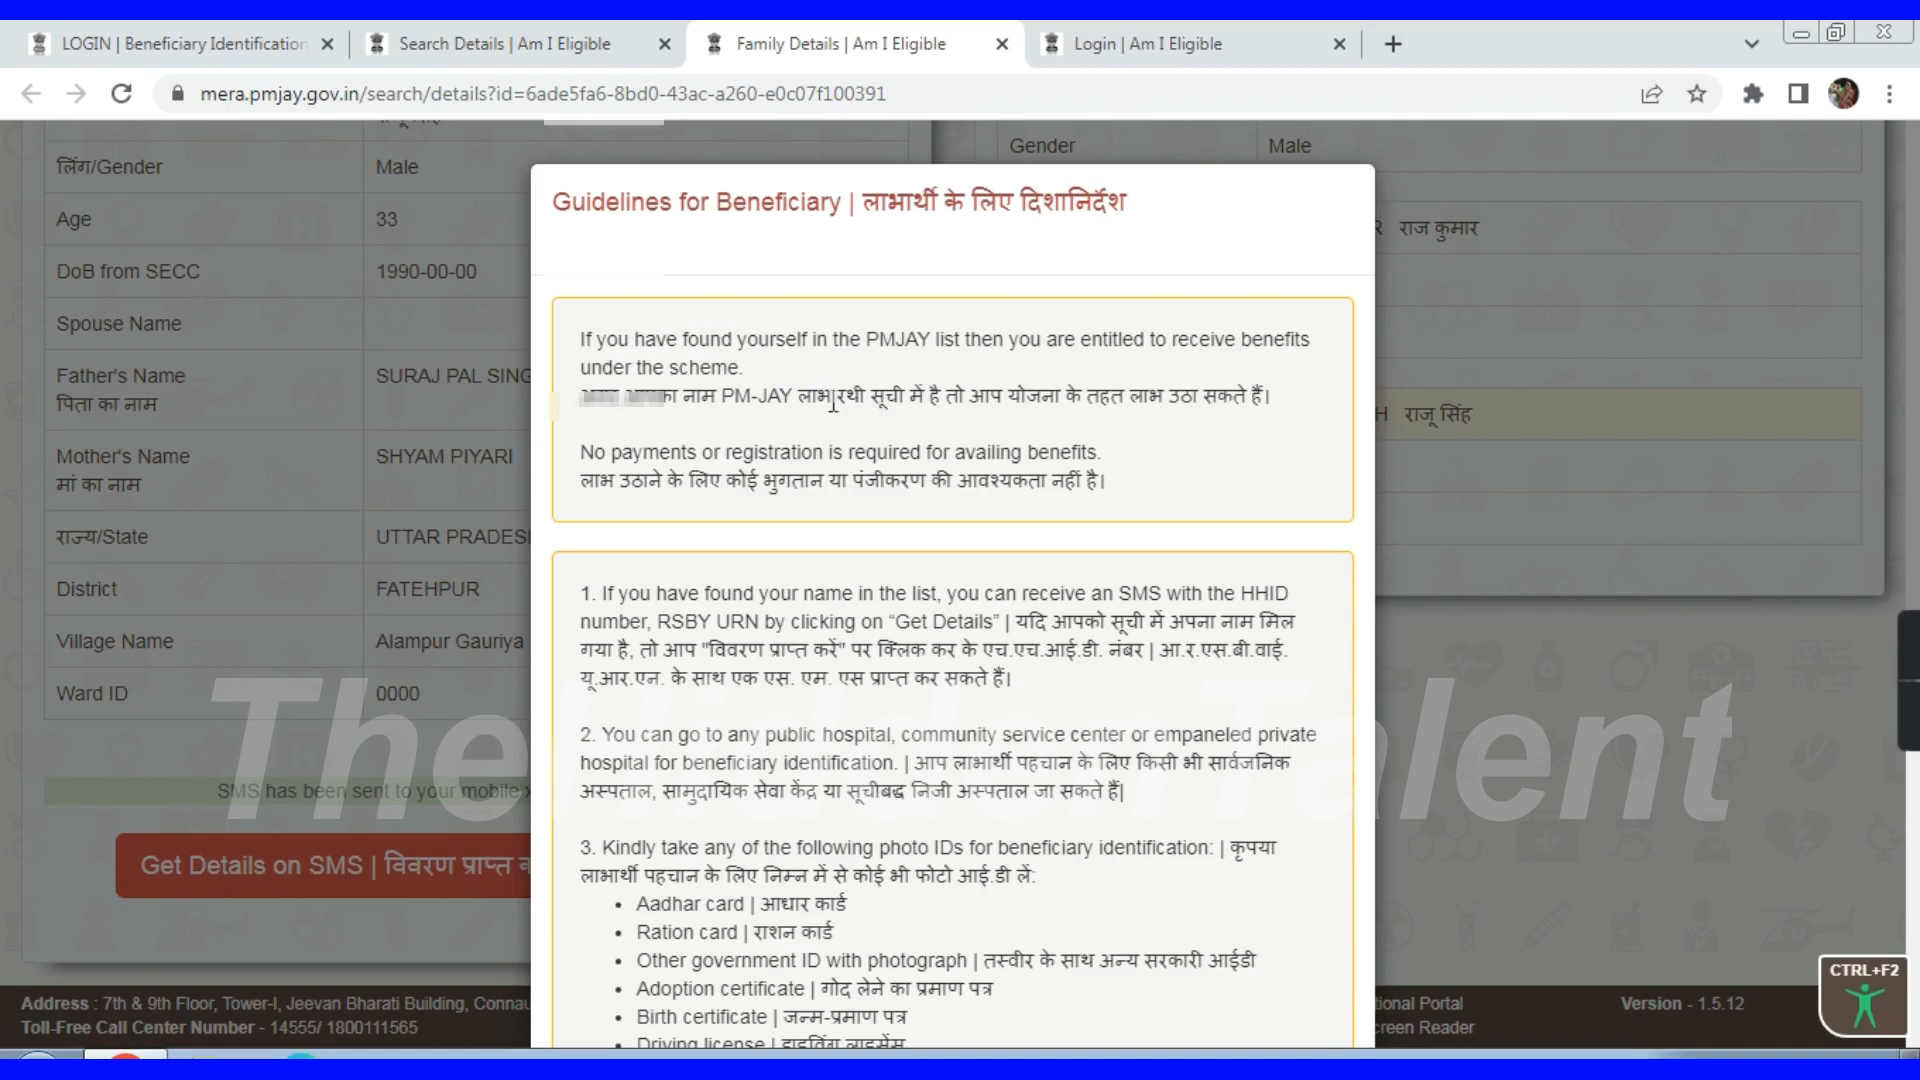 LOGIN | Beneficiary Identification
Search Details | Am I Eligible
Family Details | Am I Eligible
Login | Am I Eligible
mera.pmjay.gov.in/search/details?id=6ade5fa6-8bd0-43ac-a260-e0c07f100391
लिंग/Gender Male
Age 33
DoB from SECC 1990-00-00
Spouse Name
Father's Name SURAJ PAL SING
पिता का नाम
Mother's Name SHYAM PIYARI
मां का नाम
राज्य/State UTTAR PRADES
District FATEHPUR
Village Name Alampur Gauriya
Ward ID 0000
SMS has been sent to your mobile x
Get Details on SMS | विवरण प्राप्त क
Guidelines for Beneficiary | लाभार्थी के लिए दिशानिर्देश
If you have found yourself in the PMJAY list then you are entitled to receive benefits
under the scheme.
का नाम PM-JAY लाभारथी सूची में है तो आप योजना के तहत लाभ उठा सकते हैं।
No payments or registration is required for availing benefits.
लाभ उठाने के लिए कोई भुगतान या पंजीकरण की आवश्यकता नहीं है।
1. If you have found your name in the list, you can receive an SMS with the HHID
number, RSBY URN by clicking on “Get Details” | यदि आपको सूची में अपना नाम मिल
गया है, तो आप "विवरण प्राप्त करें" पर क्लिक कर के एच.एच.आई.डी. नंबर | आ.र.एस.बी.वाई.
यू.आर.एन. के साथ एक एस. एम. एस प्राप्त कर सकते हैं।
2. You can go to any public hospital, community service center or empaneled private
hospital for beneficiary identification. | आप लाभार्थी पहचान के लिए किसी भी सार्वजनिक
अस्पताल, सामुदायिक सेवा केंद्र या सूचीबद्ध निजी अस्पताल जा सकते हैं|
3. Kindly take any of the following photo IDs for beneficiary identification: | कृपया
लाभार्थी पहचान के लिए निम्न में से कोई भी फोटो आई.डी लें:
• Aadhar card | आधार कार्ड
• Ration card | राशन कार्ड
• Other government ID with photograph | तस्वीर के साथ अन्य सरकारी आईडी
• Adoption certificate | गोद लेने का प्रमाण पत्र
• Birth certificate | जन्म-प्रमाण पत्र
• Driving license | ड्राइविंग लाइसेंस
Gender Male
R राज कुमार
H राजू सिंह
TheHidden Talent
Address : 7th & 9th Floor, Tower-I, Jeevan Bharati Building, Connau
Toll-Free Call Center Number - 14555/ 1800111565
tional Portal
creen Reader
Version - 1.5.12
CTRL+F2